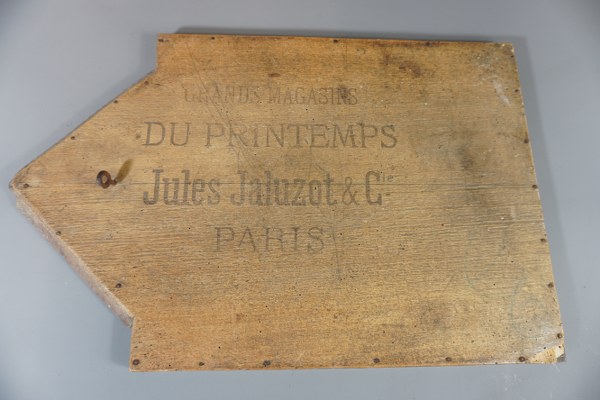 GRANDS MAGASINS
DU PRINTEMPS
Jules Jaluzot & Cie
PARIS